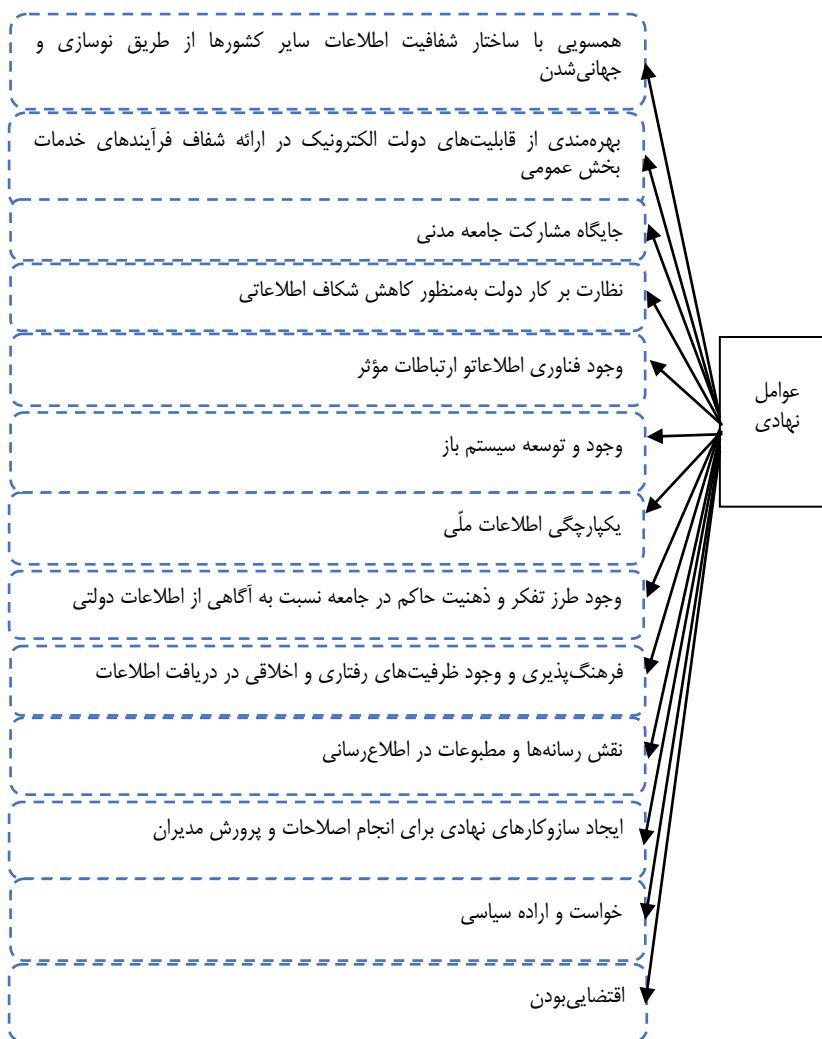 همسویی با ساختار شفافیت اطلاعات سایر کشورها از طریق نوسازی و
جهانی‌شدن
بهره‌مندی از قابلیت‌های دولت الکترونیک در ارائه شفاف فرآیندهای خدمات
بخش عمومی
جایگاه مشارکت جامعه مدنی
نظارت بر کار دولت به‌منظور کاهش شکاف اطلاعاتی
وجود فناوری اطلاعاتو ارتباطات مؤثر
وجود و توسعه سیستم باز
یکپارچگی اطلاعات ملّی
وجود طرز تفکر و ذهنیت حاکم در جامعه نسبت به آگاهی از اطلاعات دولتی
فرهنگ‌پذیری و وجود ظرفیت‌های رفتاری و اخلاقی در دریافت اطلاعات
نقش رسانه‌ها و مطبوعات در اطلاع‌رسانی
ایجاد سازوکارهای نهادی برای انجام اصلاحات و پرورش مدیران
خواست و اراده سیاسی
اقتضایی‌بودن
عوامل
نهادی